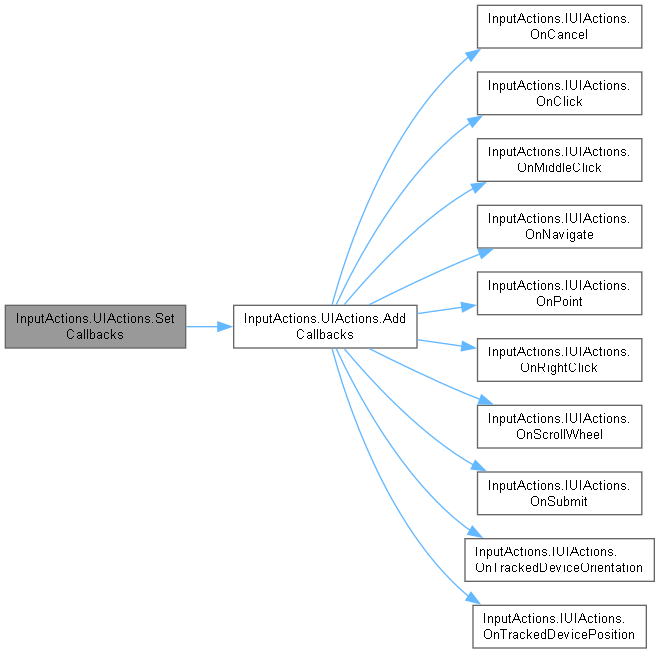 InputActions.IUIActions.
OnCancel
InputActions.IUIActions.
OnClick
InputActions.IUIActions.
OnMiddleClick
InputActions.IUIActions.
OnNavigate
InputActions.IUIActions.
OnPoint
InputActions.UIActions.Set
Callbacks
InputActions.UIActions.Add
Callbacks
InputActions.IUIActions.
OnRightClick
InputActions.IUIActions.
OnScrollWheel
InputActions.IUIActions.
OnSubmit
InputActions.IUIActions.
OnTrackedDeviceOrientation
InputActions.IUIActions.
OnTrackedDevicePosition